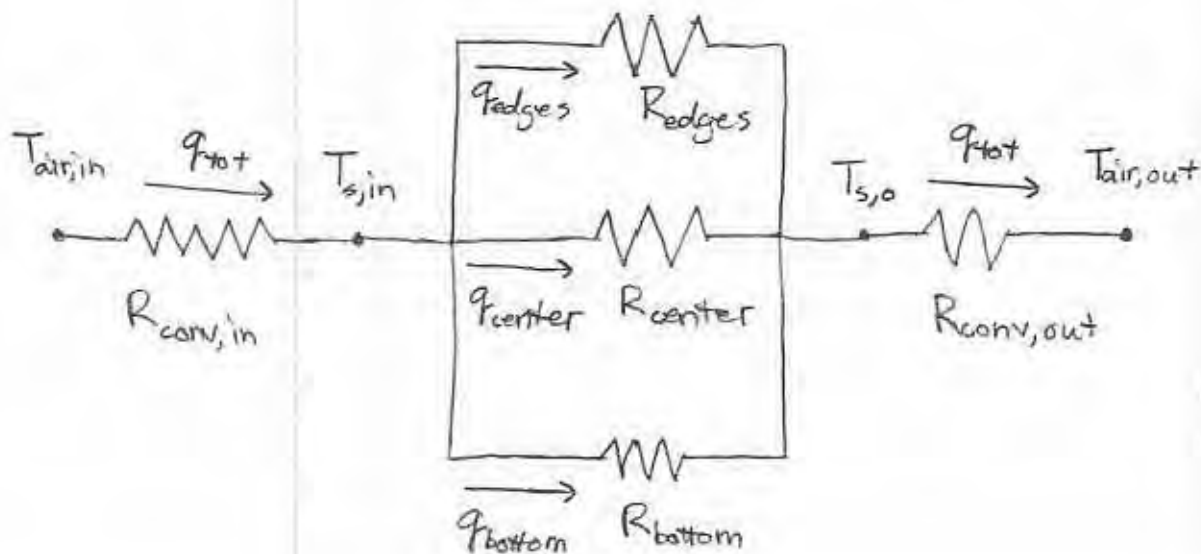 q_edges
R_edges
T_air,in
q_tot
T_s,in
T_s,o
q_tot
T_air,out
R_conv,in
q_center
R_center
R_conv,out
q_bottom
R_bottom